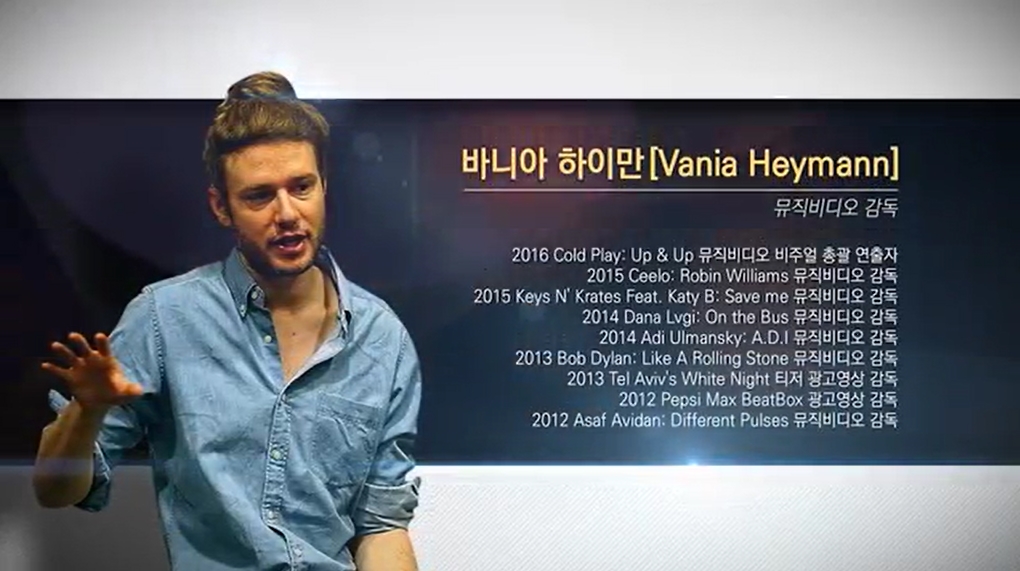 바니아 하이만[Vania Heymann]
뮤직비디오 감독
2016 Cold Play: Up & Up 뮤직비디오 비주얼 총괄 연출자
2015 Ceelo: Robin Williams 뮤직비디오 감독
2015 Keys N' Krates Feat. Katy B: Save me 뮤직비디오 감독
2014 Dana Lvgi: On the Bus 뮤직비디오 감독
2014 Adi Ulmansky: A.D.I 뮤직비디오 감독
2013 Bob Dylan: Like A Rolling Stone 뮤직비디오 감독
2013 Tel Aviv's White Night 티저 광고영상 감독
2012 Pepsi Max BeatBox 광고영상 감독
2012 Asaf Avidan: Different Pulses 뮤직비디오 감독